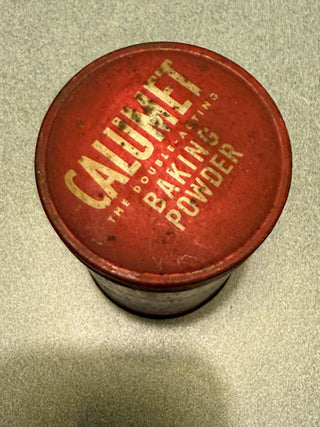 CALUMET
THE DOUBLE-ACTING
BAKING
POWDER